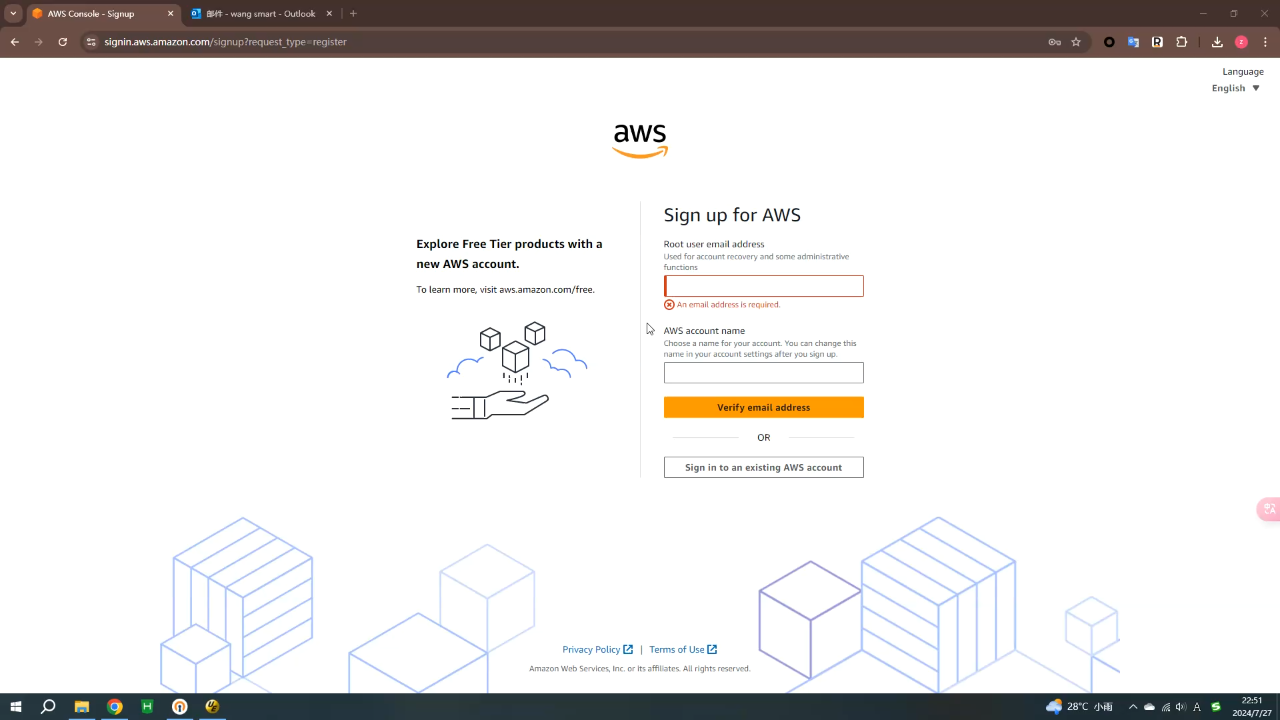 AWS Console - Signup
邮件 - wang smart - Outlook
signin.aws.amazon.com/signup?request_type=register
Language
English
aws
Explore Free Tier products with a
new AWS account.
To learn more, visit aws.amazon.com/free.
Sign up for AWS
Root user email address
Used for account recovery and some administrative
functions
An email address is required.
AWS account name
Choose a name for your account. You can change this
name in your account settings after you sign up.
Verify email address
OR
Sign in to an existing AWS account
Privacy Policy | Terms of Use
Amazon Web Services, Inc. or its affiliates. All rights reserved.
28°C 小雨
22:51
2024/7/27